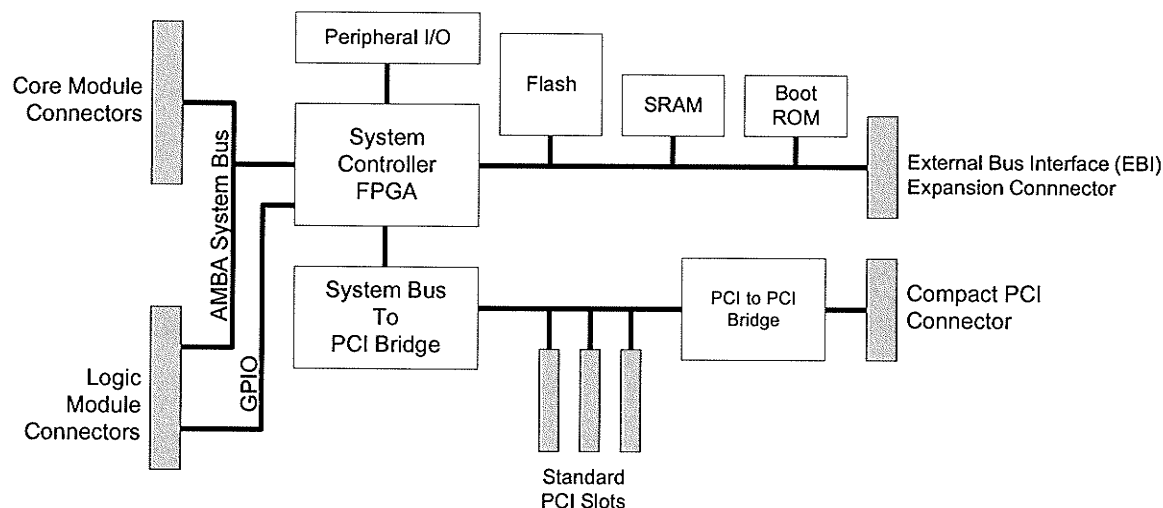 Peripheral I/O
Core Module
Connectors
Flash
SRAM
Boot
ROM
System
Controller
FPGA
External Bus Interface (EBI)
Expansion Connnector
AMBA System Bus
GPIO
System Bus
To
PCI Bridge
PCI to PCI
Bridge
Compact PCI
Connector
Logic
Module
Connectors
Standard
PCI Slots